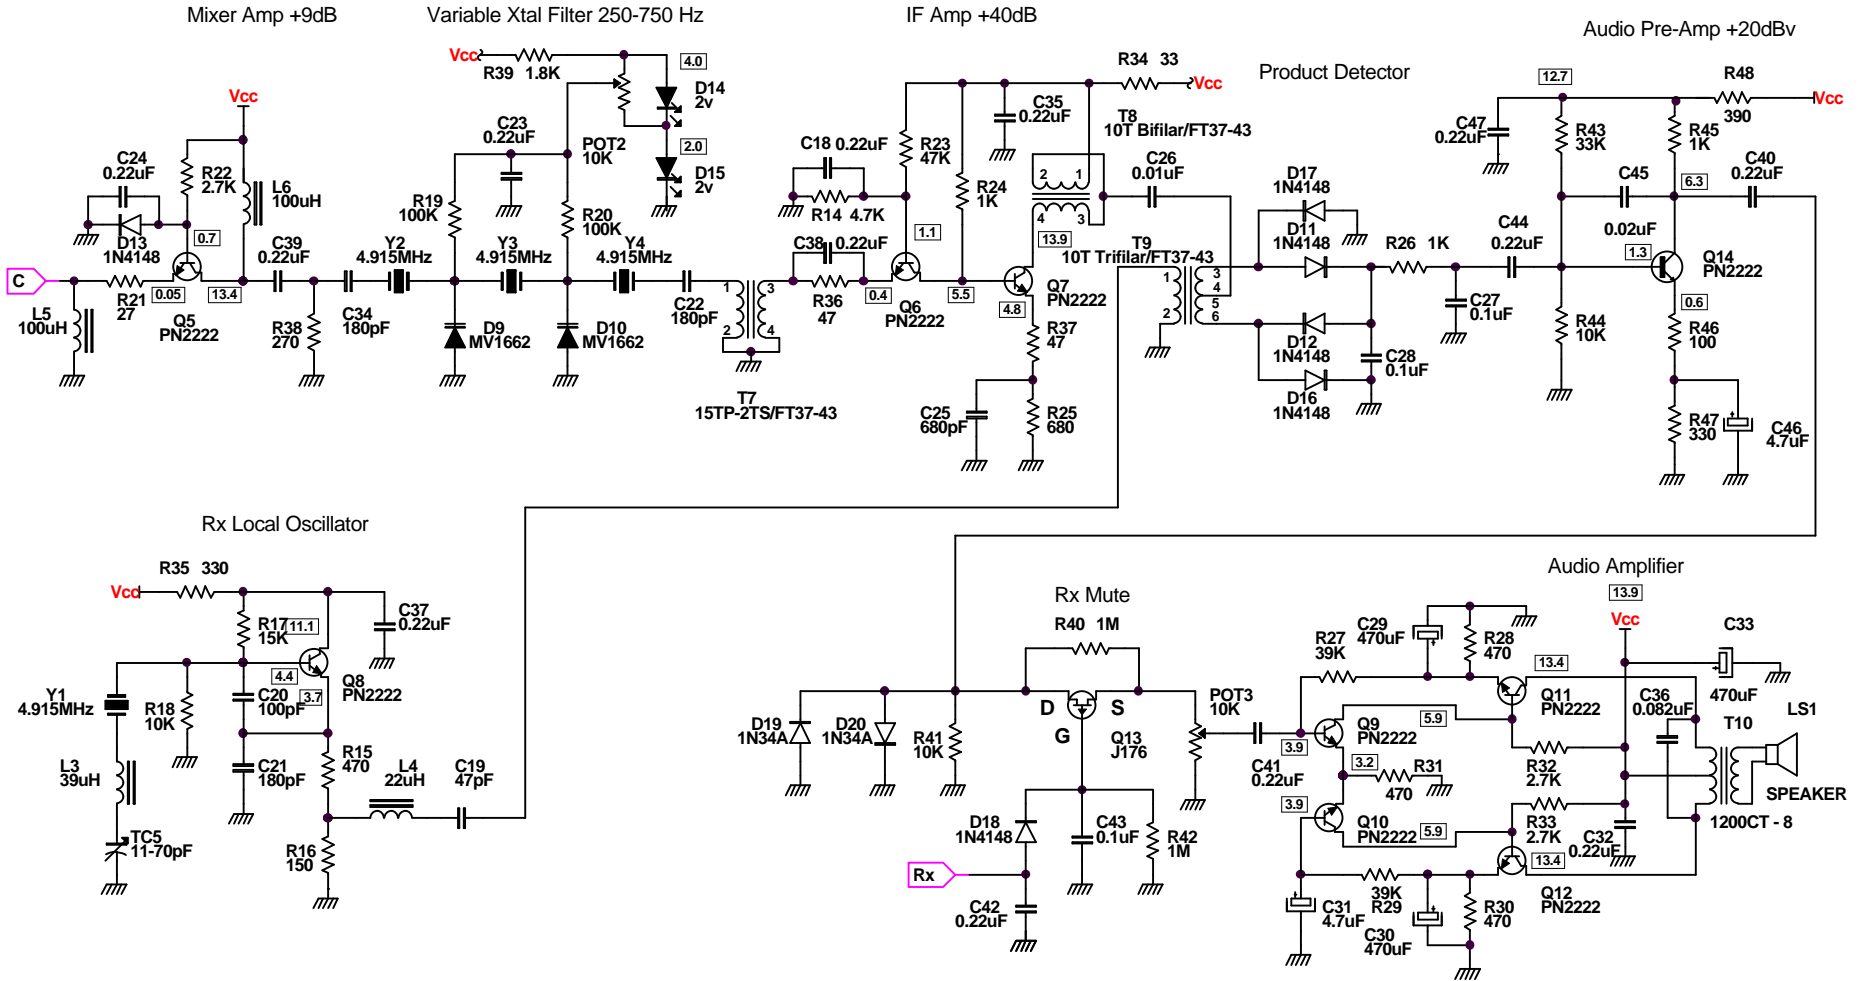 Mixer Amp +9dB
Variable Xtal Filter 250-750 Hz
IF Amp +40dB
Audio Pre-Amp +20dBv
Product Detector
Vcc
R39 1.8K
4.0
D14
2v
2.0
D15
2v
POT2
10K
C23
0.22uF
R19
100K
R20
100K
Vcc
C24
0.22uF
R22
2.7K
L6
100uH
D13
1N4148
0.7
C39
0.22uF
C
R21
27
0.05
13.4
Q5
PN2222
L5
100uH
R38
270
C34
180pF
Y2
4.915MHz
Y3
4.915MHz
Y4
4.915MHz
D9
MV1662
D10
MV1662
C22
180pF
1
2
3
4
T7
15TP-2TS/FT37-43
C18 0.22uF
R14 4.7K
R23
47K
R24
1K
1.1
C38 0.22uF
R36
47
0.4
Q6
PN2222
5.5
C35
0.22uF
R34 33
Vcc
T8
10T Bifilar/FT37-43
2
1
4
3
13.9
Q7
PN2222
4.8
R37
47
C25
680pF
R25
680
C26
0.01uF
T9
10T Trifilar/FT37-43
1
2
3
4
5
6
D17
1N4148
D11
1N4148
D12
1N4148
D16
1N4148
R26 1K
C28
0.1uF
C27
0.1uF
C44
0.22uF
12.7
C47
0.22uF
R43
33K
R45
1K
R48
390
Vcc
C45
0.02uF
6.3
C40
0.22uF
1.3
Q14
PN2222
0.6
R44
10K
R46
100
R47
330
C46
4.7uF
Rx Local Oscillator
R35 330
Vcc
R17
15K
11.1
C37
0.22uF
4.4
Q8
PN2222
3.7
Y1
4.915MHz
R18
10K
C20
100pF
C21
180pF
R15
470
L3
39uH
L4
22uH
C19
47pF
TC5
11-70pF
R16
150
Rx Mute
R40 1M
D
S
G
D19
1N34A
D20
1N34A
R41
10K
Q13
J176
POT3
10K
D18
1N4148
C43
0.1uF
R42
1M
Rx
C42
0.22uF
Audio Amplifier
13.9
Vcc
R27
39K
C29
470uF
R28
470
13.4
Q11
PN2222
C33
470uF
C36
0.082uF
T10
LS1
SPEAKER
1200CT - 8
C41
0.22uF
3.9
Q9
PN2222
5.9
3.2
R31
470
R32
2.7K
3.9
Q10
PN2222
5.9
R33
2.7K
C32
0.22uF
13.4
Q12
PN2222
C31
4.7uF
39K
R29
C30
470uF
R30
470